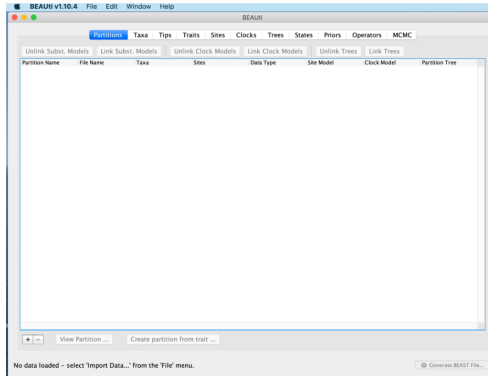 BEAUti v1.10.4 File Edit Window Help
BEAUti
Partitions Taxa Tips Traits Sites Clocks Trees States Priors Operators MCMC
Unlink Subst. Models Link Subst. Models Unlink Clock Models Link Clock Models Unlink Trees Link Trees
Partition Name File Name Taxa Sites Data Type Site Model Clock Model Partition Tree
+ - View Partition ... Create partition from trait ...
No data loaded - select 'Import Data...' from the 'File' menu. Generate BEAST File...